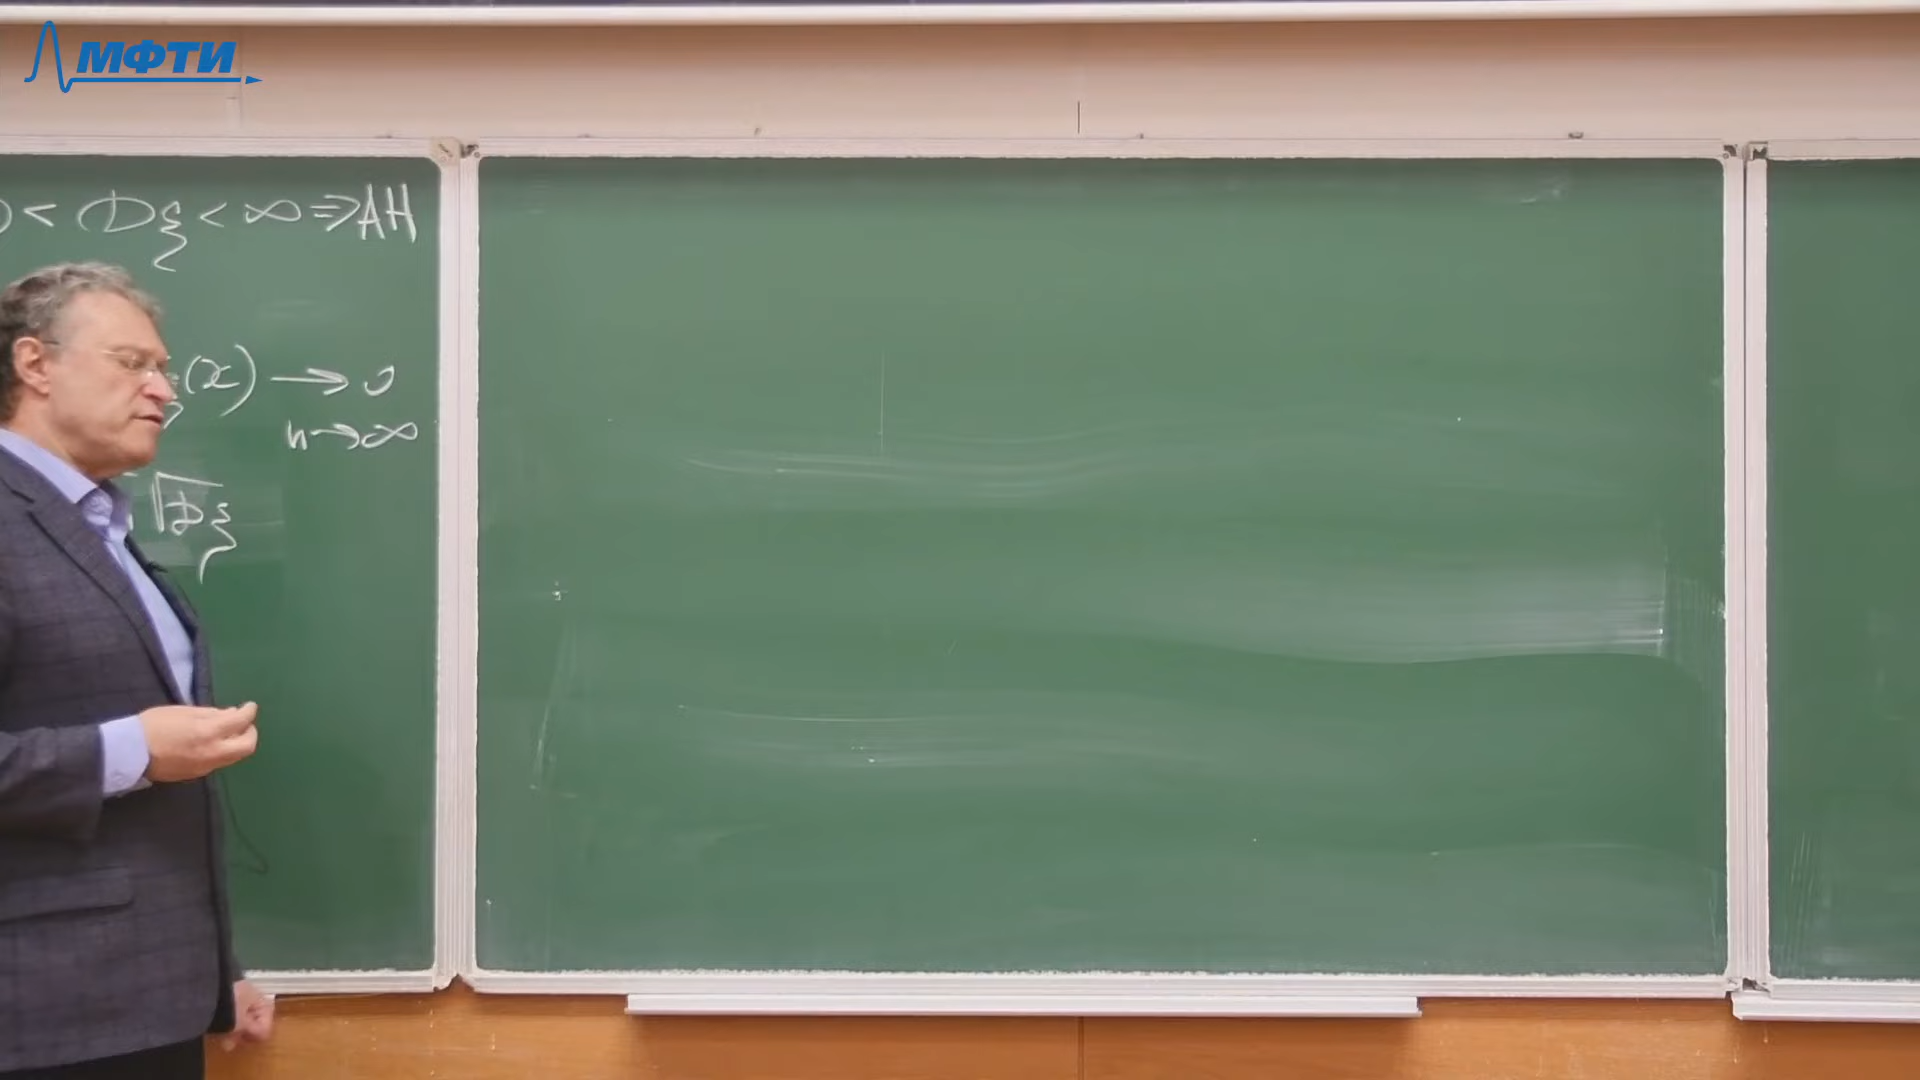 МФТИ
< Dξ < ∞ ⇒ АН
(x) → 0
n→∞
√Dξ